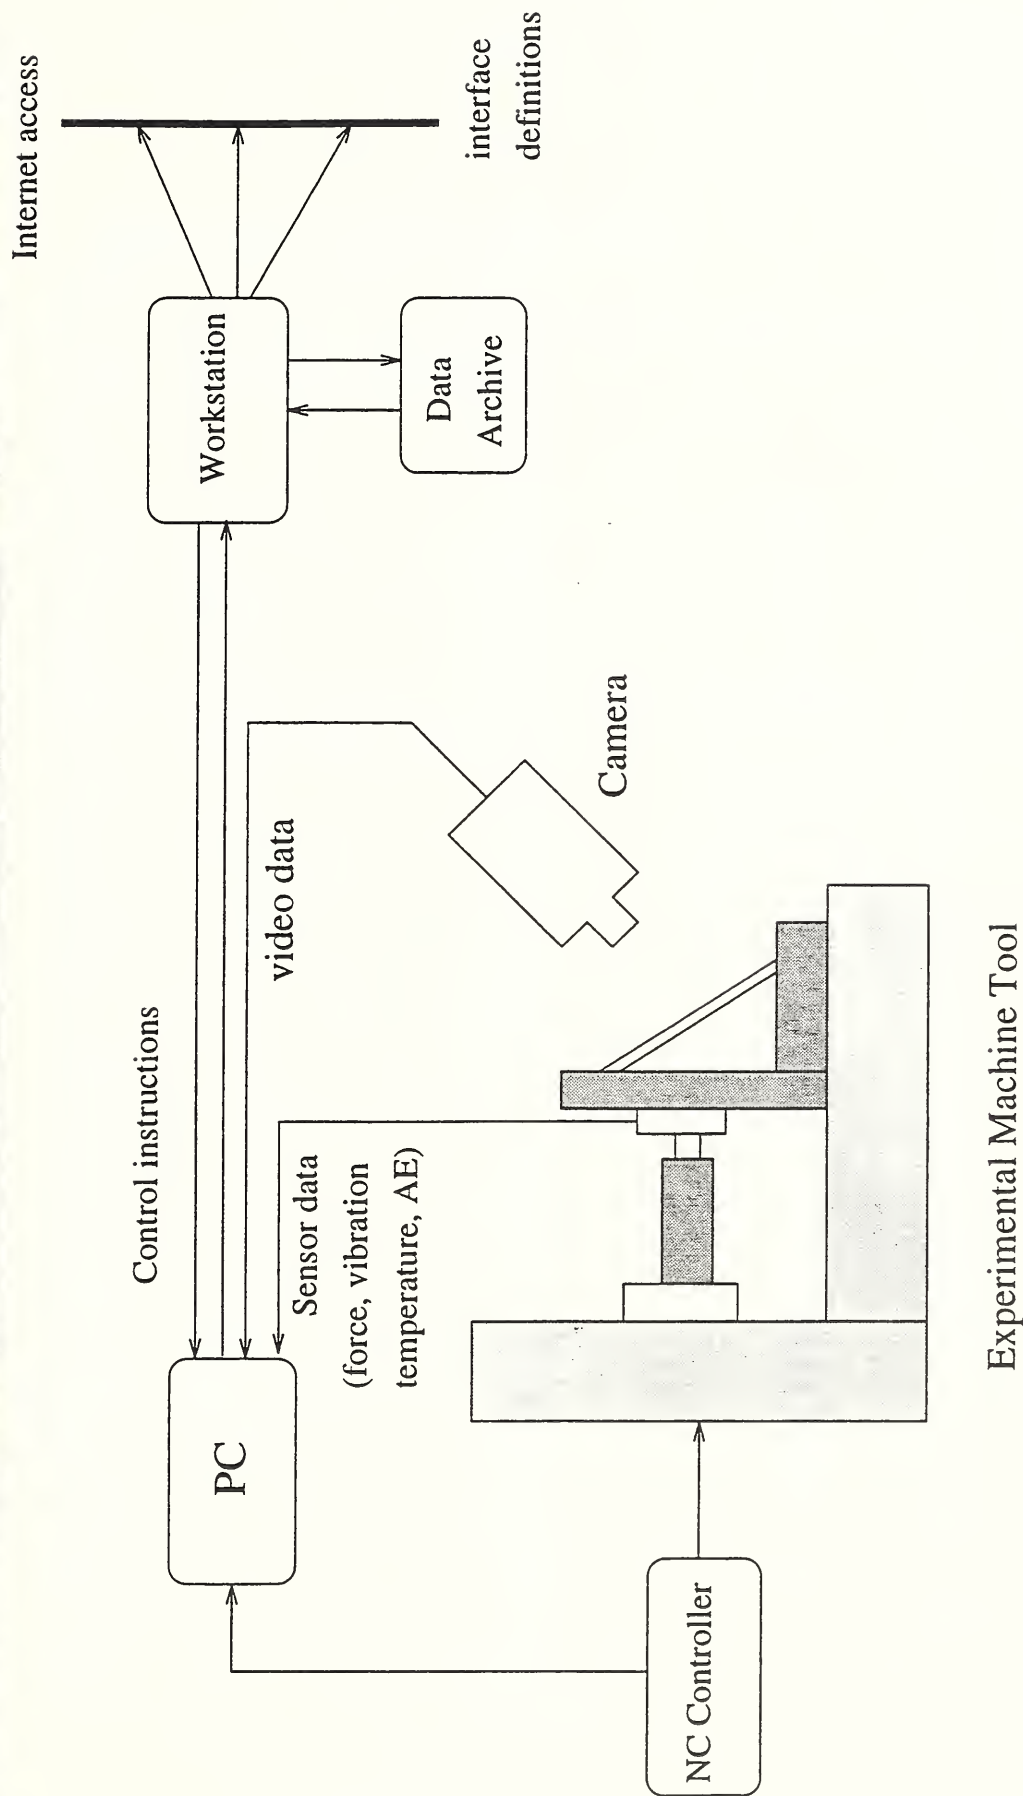 Internet access
Control instructions
Workstation
PC
interface
definitions
video data
Sensor data
(force, vibration
temperature, AE)
Data
Archive
Camera
NC Controller
Experimental Machine Tool